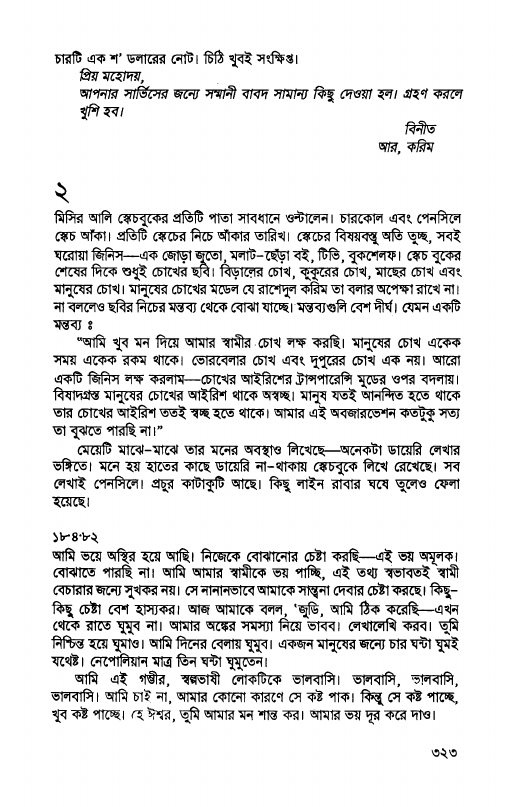 চারটি এক শ' ডলারের নোট। চিঠি খুবই সংক্ষিপ্ত।
প্রিয় মহোদয়,
আপনার সার্ভিসের জন্যে সম্মানী বাবদ সামান্য কিছু দেওয়া হল। গ্রহণ করলে
খুশি হব।
বিনীত
আর, করিম
২
মিসির আলি স্কেচবুকের প্রতিটি পাতা সাবধানে ওল্টালেন। চারকোল এবং পেনসিলে
স্কেচ আঁকা। প্রতিটি স্কেচের নিচে আঁকার তারিখ। স্কেচের বিষয়বস্তু অতি তুচ্ছ, সবই
ঘরোয়া জিনিস—এক জোড়া জুতো, মলাট-ছেঁড়া বই, টিভি, বুকশেলফ। স্কেচ বুকের
শেষের দিকে শুধুই চোখের ছবি। বিড়ালের চোখ, কুকুরের চোখ, মাছের চোখ এবং
মানুষের চোখ। মানুষের চোখের মডেল যে রাশেদুল করিম তা বলার অপেক্ষা রাখে না।
না বললেও ছবির নিচের মন্তব্য থেকে বোঝা যাচ্ছে। মন্তব্যগুলি বেশ দীর্ঘ। যেমন একটি
মন্তব্য ঃ
"আমি খুব মন দিয়ে আমার স্বামীর চোখ লক্ষ করছি। মানুষের চোখ একেক
সময় একেক রকম থাকে। ভোরবেলার চোখ এবং দুপুরের চোখ এক নয়। আরো
একটি জিনিস লক্ষ করলাম—চোখের আইরিশের ট্রান্সপারেন্সি মুডের ওপর বদলায়।
বিষাদগ্রস্ত মানুষের চোখের আইরিশ থাকে অস্বচ্ছ। মানুষ যতই আনন্দিত হতে থাকে
তার চোখের আইরিশ ততই স্বচ্ছ হতে থাকে। আমার এই অবজারভেশন কতটুকু সত্য
তা বুঝতে পারছি না।"
মেয়েটি মাঝে-মাঝে তার মনের অবস্থাও লিখেছে—অনেকটা ডায়েরি লেখার
ভঙ্গিতে। মনে হয় হাতের কাছে ডায়েরি না-থাকায় স্কেচবুকে লিখে রেখেছে। সব
লেখাই পেনসিলে। প্রচুর কাটাকুটি আছে। কিছু লাইন রাবার ঘষে তুলেও ফেলা
হয়েছে।
১৮·৪·৮২
আমি ভয়ে অস্থির হয়ে আছি। নিজেকে বোঝানোর চেষ্টা করছি—এই ভয় অমূলক।
বোঝাতে পারছি না। আমি আমার স্বামীকে ভয় পাচ্ছি, এই তথ্য স্বভাবতই স্বামী
বেচারার জন্যে সুখকর নয়। সে নানানভাবে আমাকে সান্ত্বনা দেবার চেষ্টা করছে। কিছু-
কিছু চেষ্টা বেশ হাস্যকর। আজ আমাকে বলল, 'জুডি, আমি ঠিক করেছি—এখন
থেকে রাতে ঘুমুব না। আমার অঙ্কের সমস্যা নিয়ে ভাবব। লেখালেখি করব। তুমি
নিশ্চিন্ত হয়ে ঘুমাও। আমি দিনের বেলায় ঘুমুব। একজন মানুষের জন্যে চার ঘন্টা ঘুমই
যথেষ্ট। নেপোলিয়ান মাত্র তিন ঘন্টা ঘুমুতেন।
আমি এই গম্ভীর, স্বল্পভাষী লোকটিকে ভালবাসি। ভালবাসি, ভালবাসি,
ভালবাসি। আমি চাই না, আমার কোনো কারণে সে কষ্ট পাক। কিন্তু সে কষ্ট পাচ্ছে,
খুব কষ্ট পাচ্ছে। হে ঈশ্বর, তুমি আমার মন শান্ত কর। আমার ভয় দূর করে দাও।
৩২৩